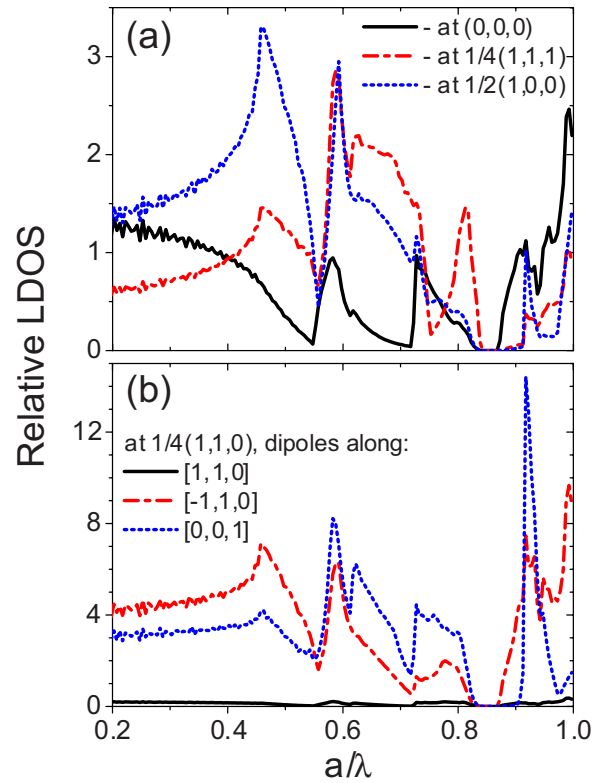 (a)
- at (0,0,0)
- at 1/4(1,1,1)
- at 1/2(1,0,0)
3
2
1
0
Relative LDOS
(b)
at 1/4(1,1,0), dipoles along:
[1,1,0]
[-1,1,0]
[0,0,1]
12
8
4
0
0.2 0.4 0.6 0.8 1.0
a/λ